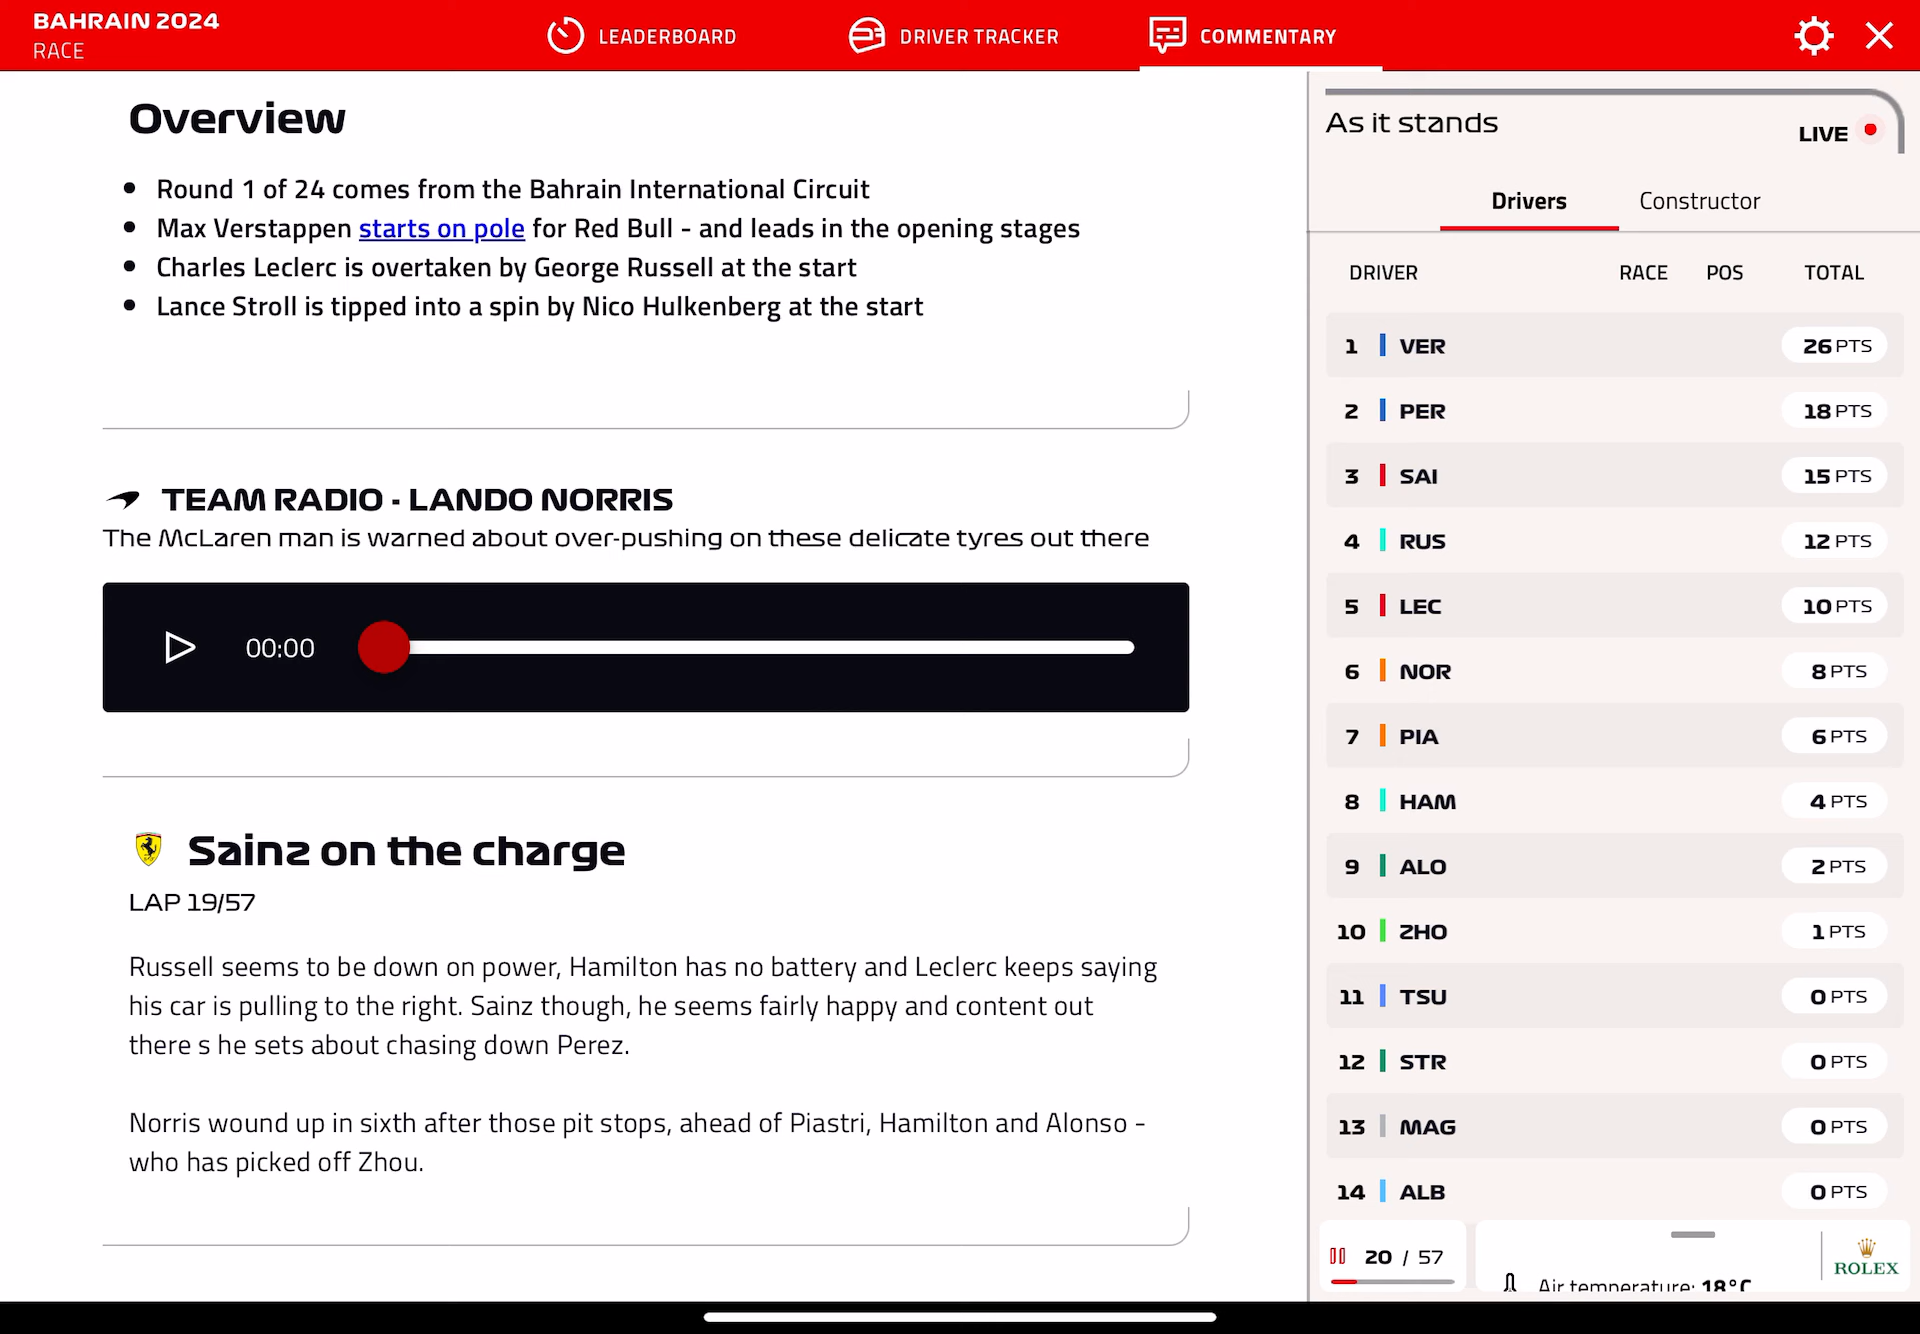 BAHRAIN 2024
RACE
LEADERBOARD
DRIVER TRACKER
COMMENTARY
Overview
Round 1 of 24 comes from the Bahrain International Circuit
Max Verstappen starts on pole for Red Bull - and leads in the opening stages
Charles Leclerc is overtaken by George Russell at the start
Lance Stroll is tipped into a spin by Nico Hulkenberg at the start
TEAM RADIO - LANDO NORRIS
The McLaren man is warned about over-pushing on these delicate tyres out there
00:00
Sainz on the charge
LAP 19/57
Russell seems to be down on power, Hamilton has no battery and Leclerc keeps saying
his car is pulling to the right. Sainz though, he seems fairly happy and content out
there s he sets about chasing down Perez.
Norris wound up in sixth after those pit stops, ahead of Piastri, Hamilton and Alonso -
who has picked off Zhou.
As it stands
LIVE
Drivers
Constructor
DRIVER RACE POS TOTAL
1 VER 26 PTS
2 PER 18 PTS
3 SAI 15 PTS
4 RUS 12 PTS
5 LEC 10 PTS
6 NOR 8 PTS
7 PIA 6 PTS
8 HAM 4 PTS
9 ALO 2 PTS
10 ZHO 1 PTS
11 TSU 0 PTS
12 STR 0 PTS
13 MAG 0 PTS
14 ALB 0 PTS
20 / 57
Air temperature: 18°C
ROLEX